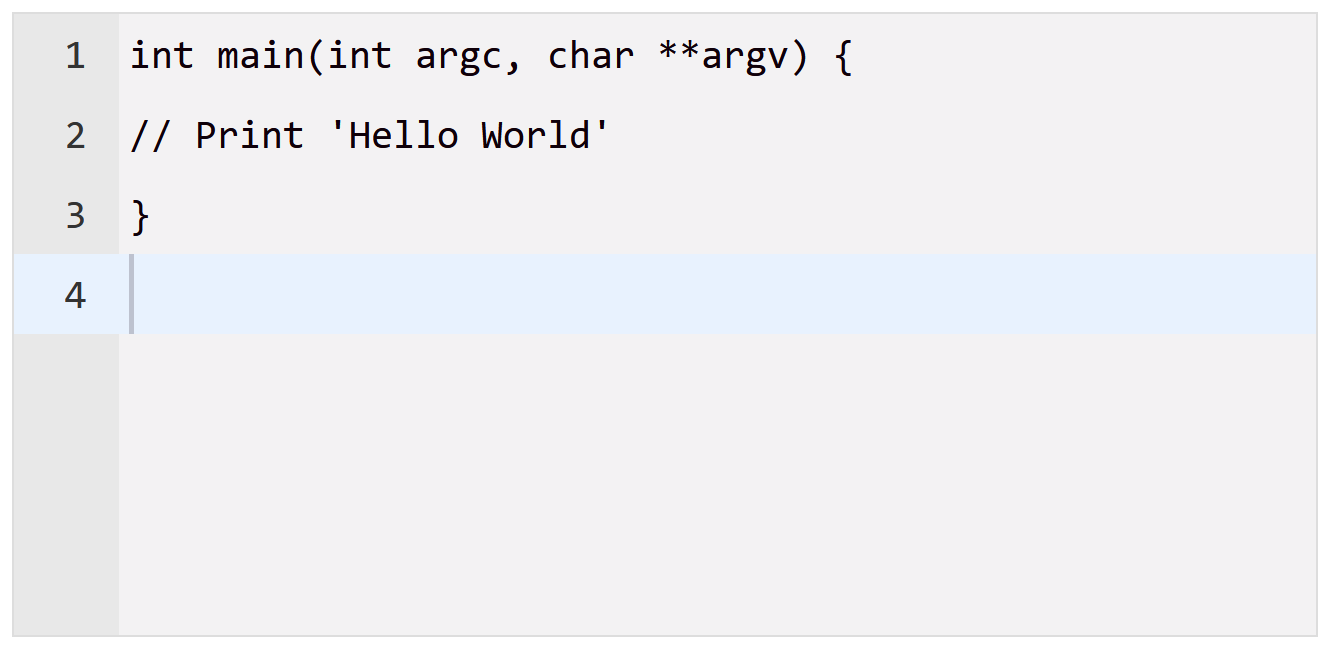 1 int main(int argc, char **argv) {
2 // Print 'Hello World'
3 }
4